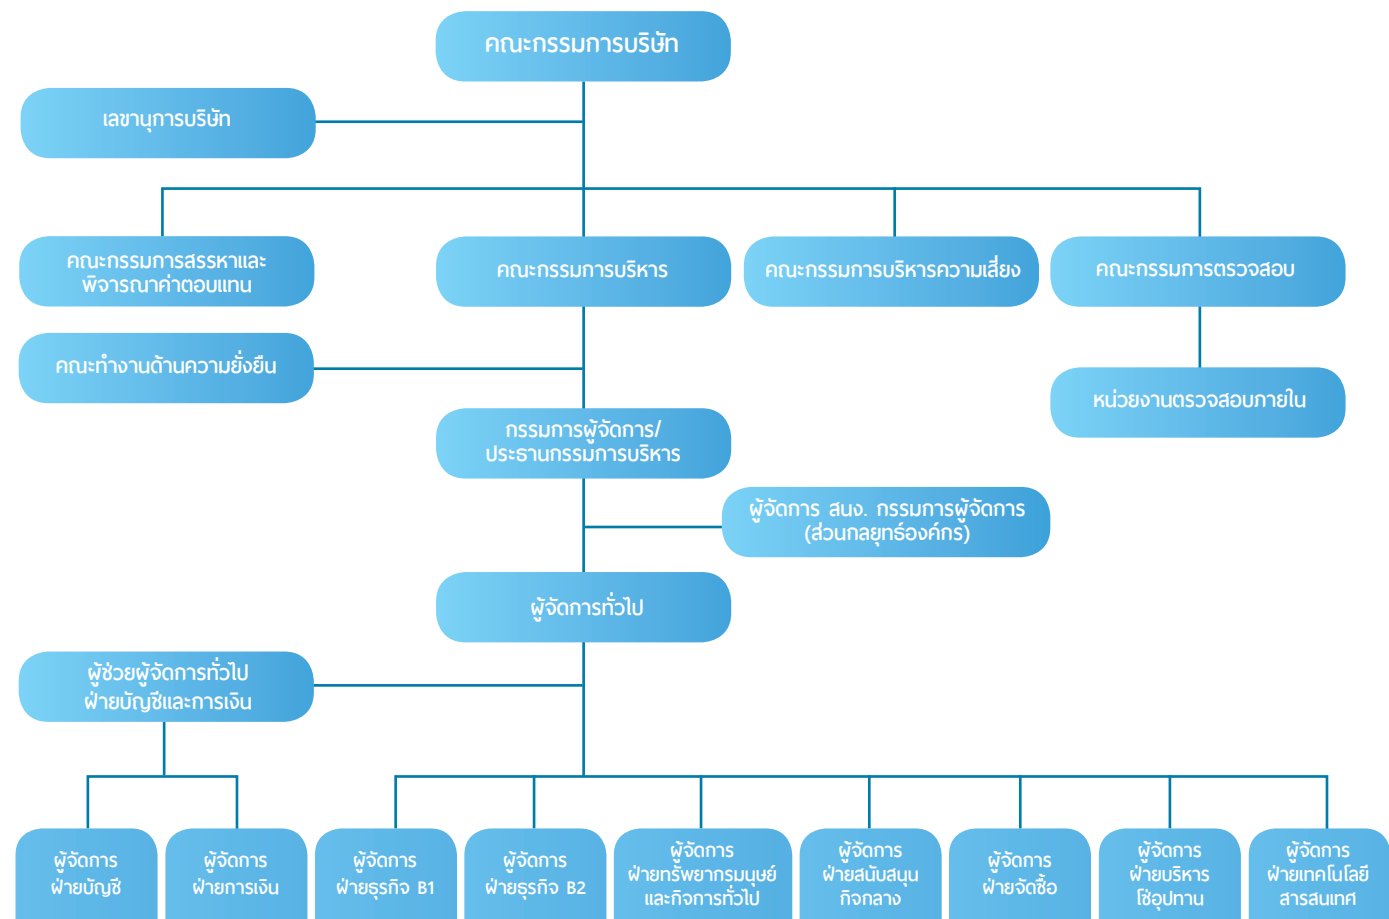 คณะกรรมการบริษัท
เลขานุการบริษัท
คณะกรรมการสรรหาและ
พิจารณาค่าตอบแทน
คณะกรรมการบริหาร
คณะกรรมการบริหารความเสี่ยง
คณะกรรมการตรวจสอบ
คณะทำงานด้านความยั่งยืน
หน่วยงานตรวจสอบภายใน
กรรมการผู้จัดการ/
ประธานกรรมการบริหาร
ผู้จัดการ สนง. กรรมการผู้จัดการ
(ส่วนกลยุทธ์องค์กร)
ผู้จัดการทั่วไป
ผู้ช่วยผู้จัดการทั่วไป
ฝ่ายบัญชีและการเงิน
ผู้จัดการ
ฝ่ายบัญชี
ผู้จัดการ
ฝ่ายการเงิน
ผู้จัดการ
ฝ่ายธุรกิจ B1
ผู้จัดการ
ฝ่ายธุรกิจ B2
ผู้จัดการ
ฝ่ายทรัพยากรมนุษย์
และกิจการทั่วไป
ผู้จัดการ
ฝ่ายสนับสนุน
กิจกลาง
ผู้จัดการ
ฝ่ายจัดซื้อ
ผู้จัดการ
ฝ่ายบริหาร
โซ่อุปทาน
ผู้จัดการ
ฝ่ายเทคโนโลยี
สารสนเทศ